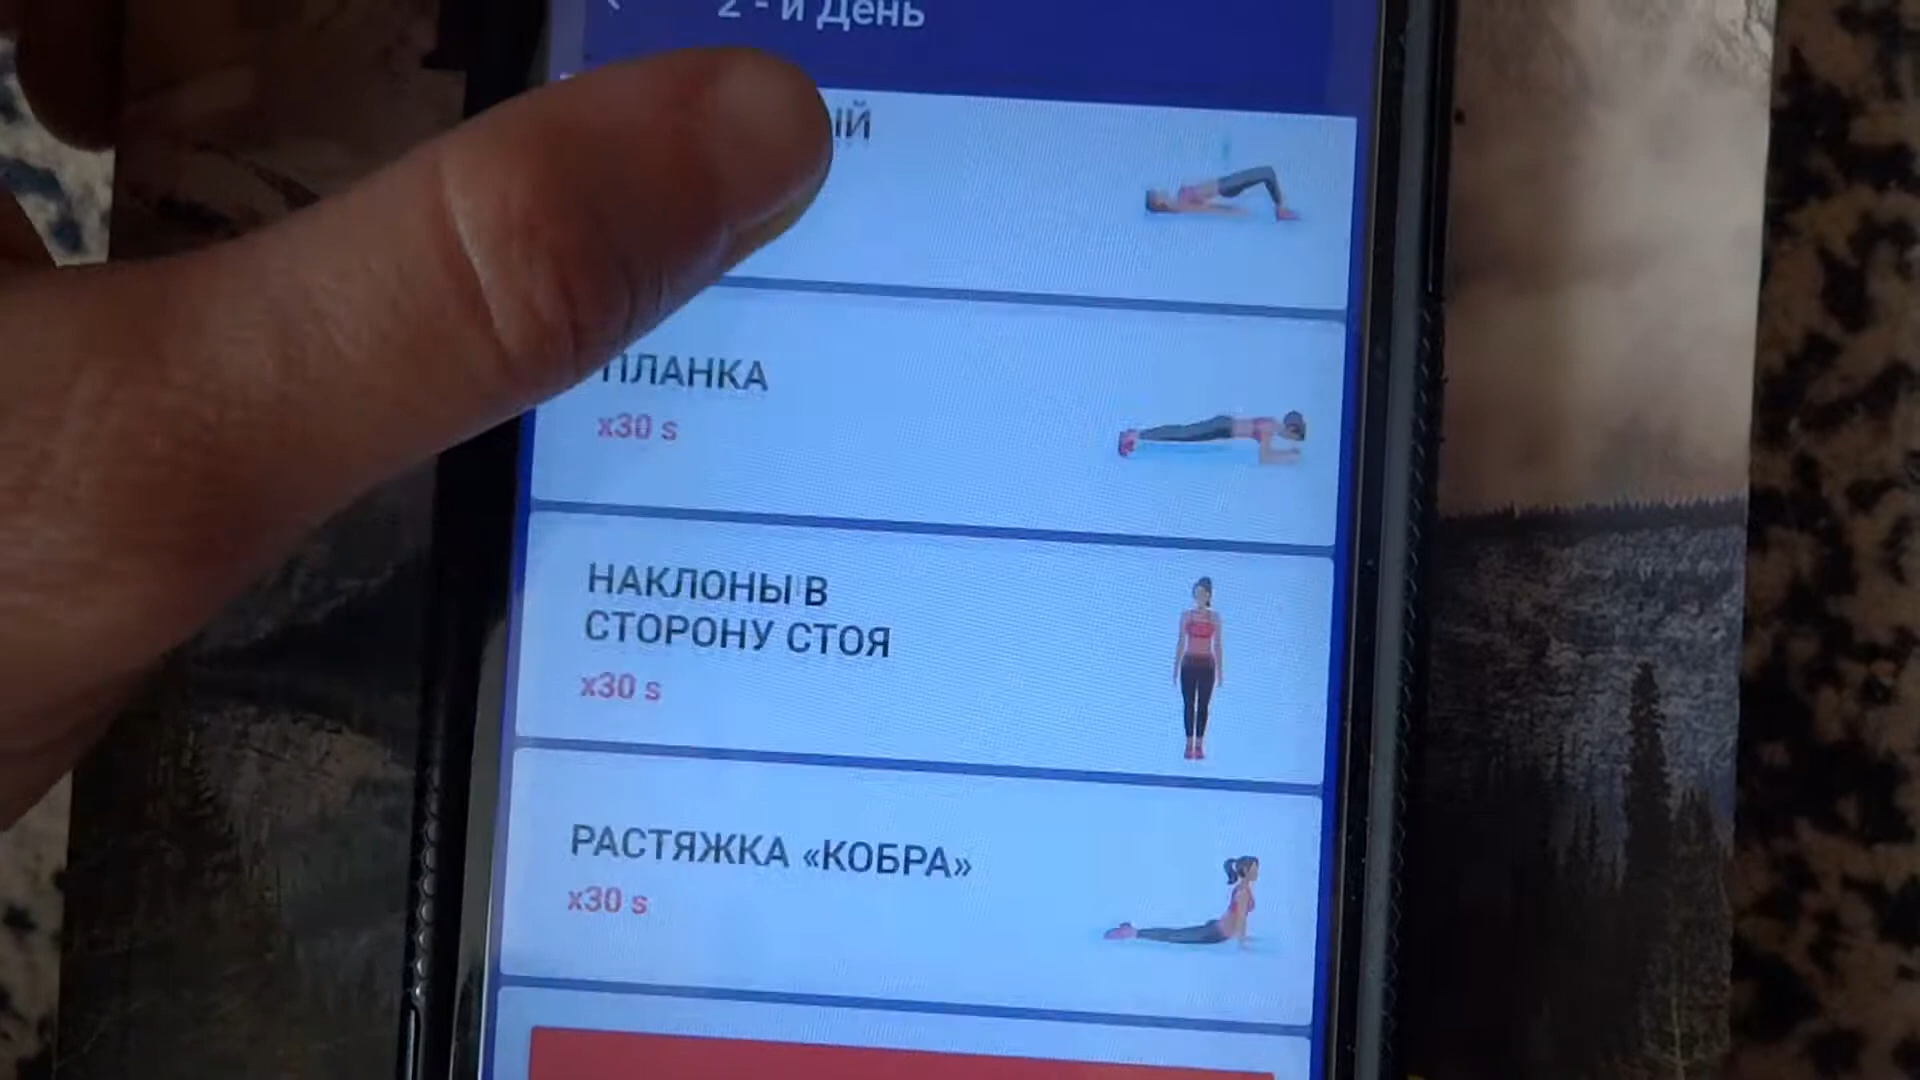 2 - й День
ПЛАНКА
x30 s
НАКЛОНЫ В
СТОРОНУ СТОЯ
x30 s
РАСТЯЖКА «КОБРА»
x30 s